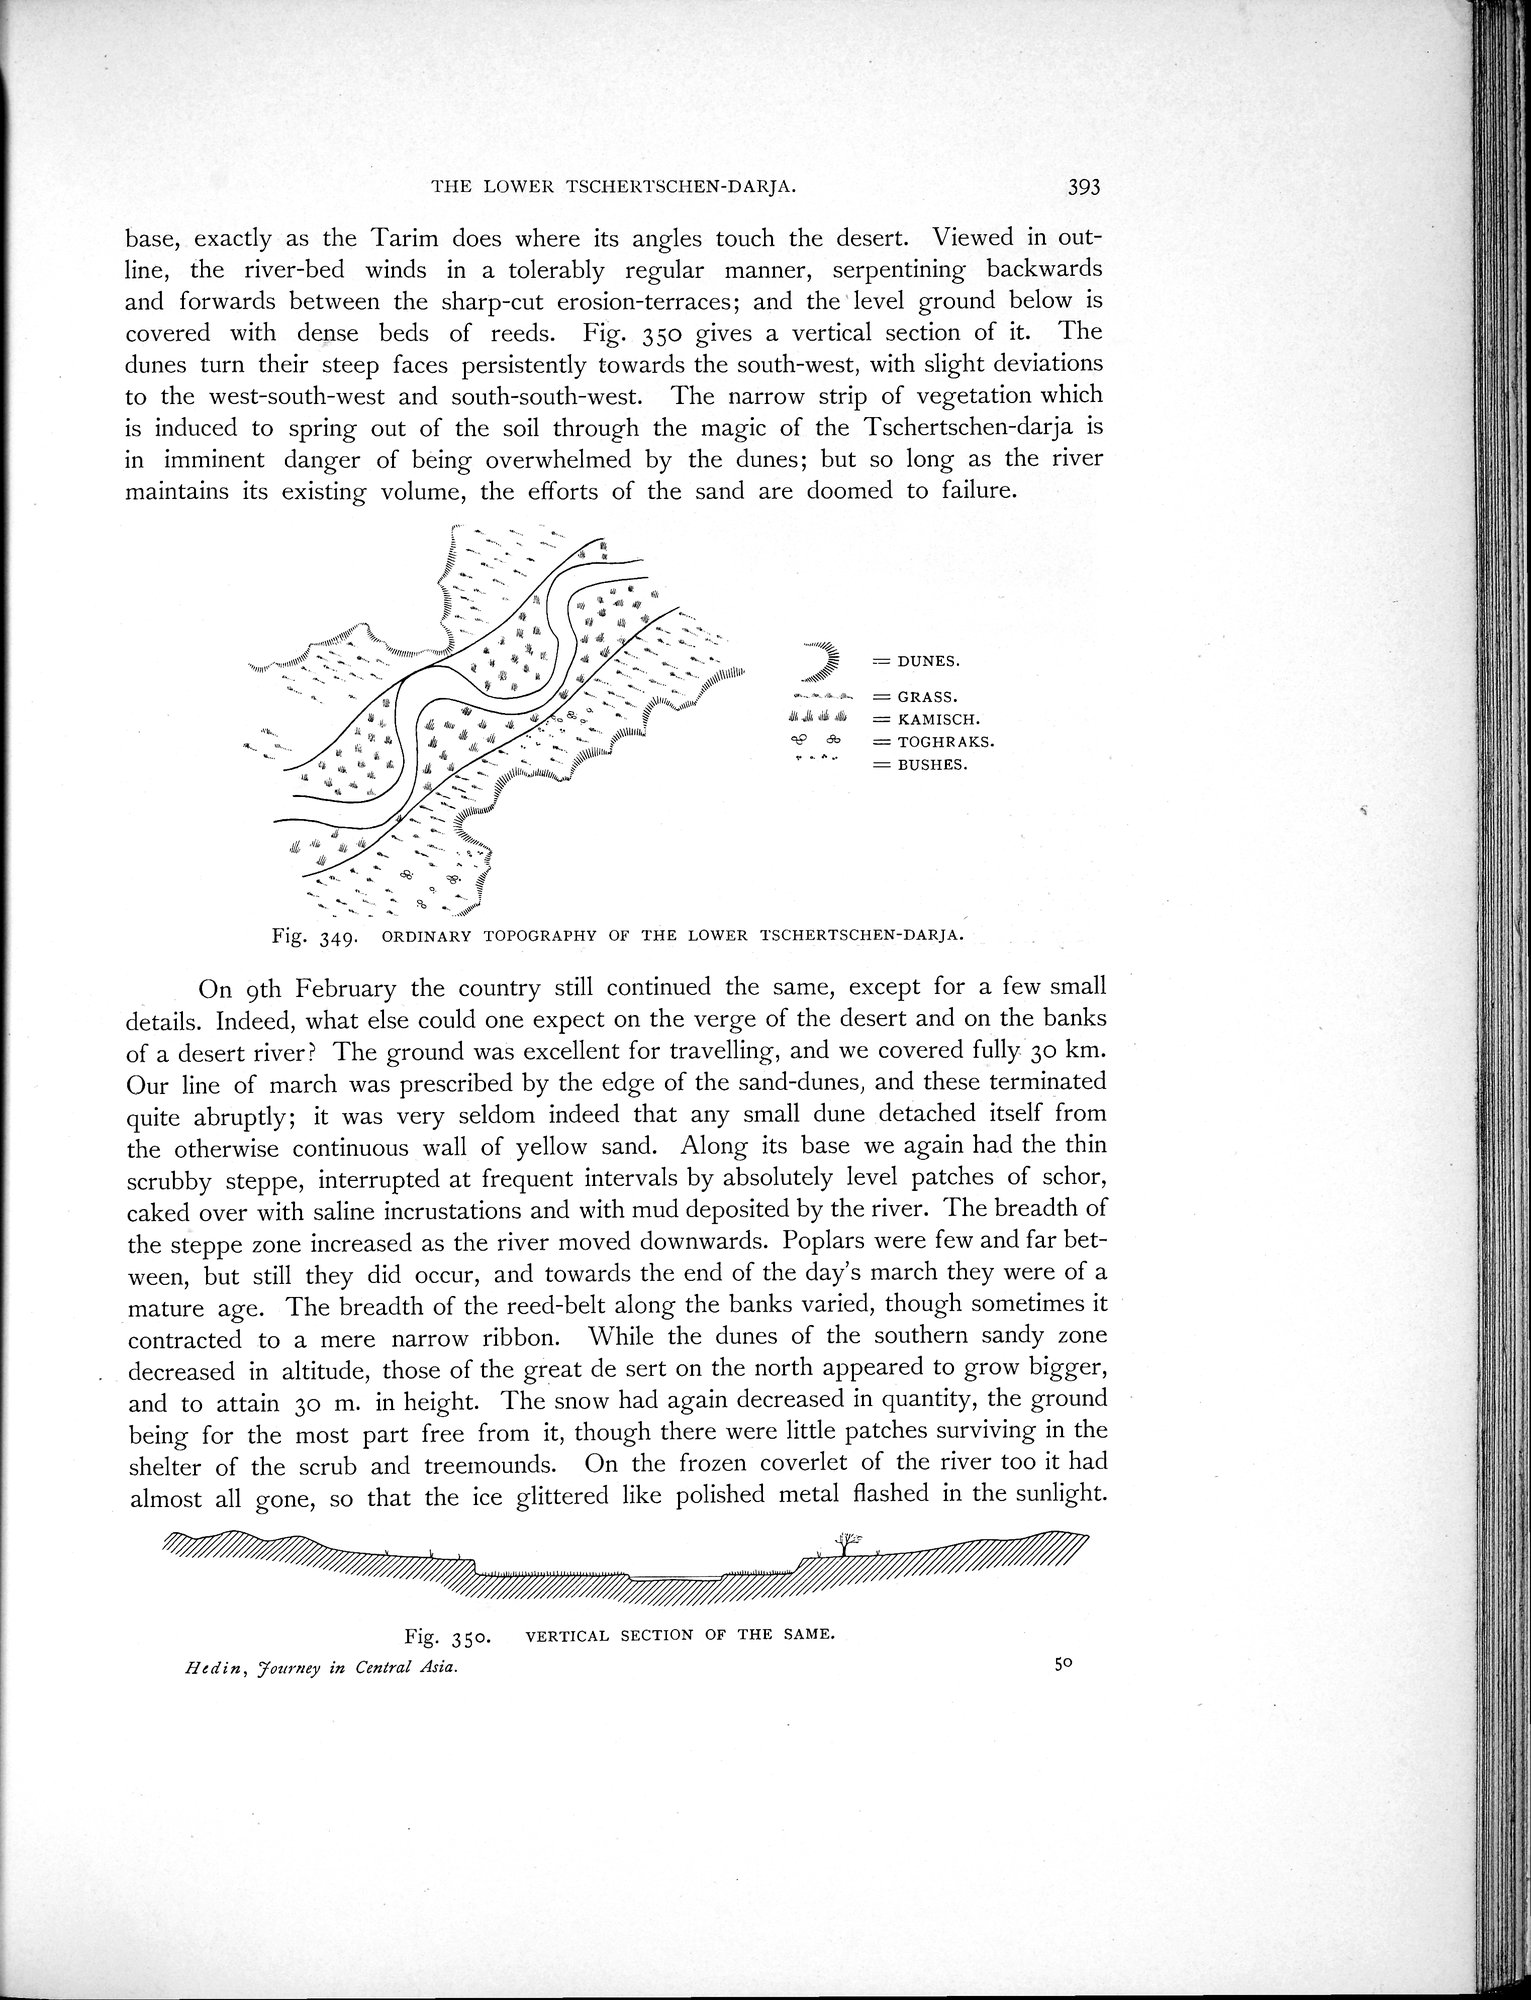 THE LOWER TSCHERTSCHEN-DARJA. 393
base, exactly as the Tarim does where its angles touch the desert. Viewed in out-
line, the river-bed winds in a tolerably regular manner, serpentining backwards
and forwards between the sharp-cut erosion-terraces; and the level ground below is
covered with dense beds of reeds. Fig. 350 gives a vertical section of it. The
dunes turn their steep faces persistently towards the south-west, with slight deviations
to the west-south-west and south-south-west. The narrow strip of vegetation which
is induced to spring out of the soil through the magic of the Tschertschen-darja is
in imminent danger of being overwhelmed by the dunes; but so long as the river
maintains its existing volume, the efforts of the sand are doomed to failure.
= DUNES.
= GRASS.
= KAMISCH.
= TOGHRAKS.
= BUSHES.
Fig. 349. ORDINARY TOPOGRAPHY OF THE LOWER TSCHERTSCHEN-DARJA.
On 9th February the country still continued the same, except for a few small
details. Indeed, what else could one expect on the verge of the desert and on the banks
of a desert river? The ground was excellent for travelling, and we covered fully 30 km.
Our line of march was prescribed by the edge of the sand-dunes, and these terminated
quite abruptly; it was very seldom indeed that any small dune detached itself from
the otherwise continuous wall of yellow sand. Along its base we again had the thin
scrubby steppe, interrupted at frequent intervals by absolutely level patches of schor,
caked over with saline incrustations and with mud deposited by the river. The breadth of
the steppe zone increased as the river moved downwards. Poplars were few and far bet-
ween, but still they did occur, and towards the end of the day's march they were of a
mature age. The breadth of the reed-belt along the banks varied, though sometimes it
contracted to a mere narrow ribbon. While the dunes of the southern sandy zone
decreased in altitude, those of the great de sert on the north appeared to grow bigger,
and to attain 30 m. in height. The snow had again decreased in quantity, the ground
being for the most part free from it, though there were little patches surviving in the
shelter of the scrub and treemounds. On the frozen coverlet of the river too it had
almost all gone, so that the ice glittered like polished metal flashed in the sunlight.
Fig. 350. VERTICAL SECTION OF THE SAME.
Hedin, Journey in Central Asia. 50